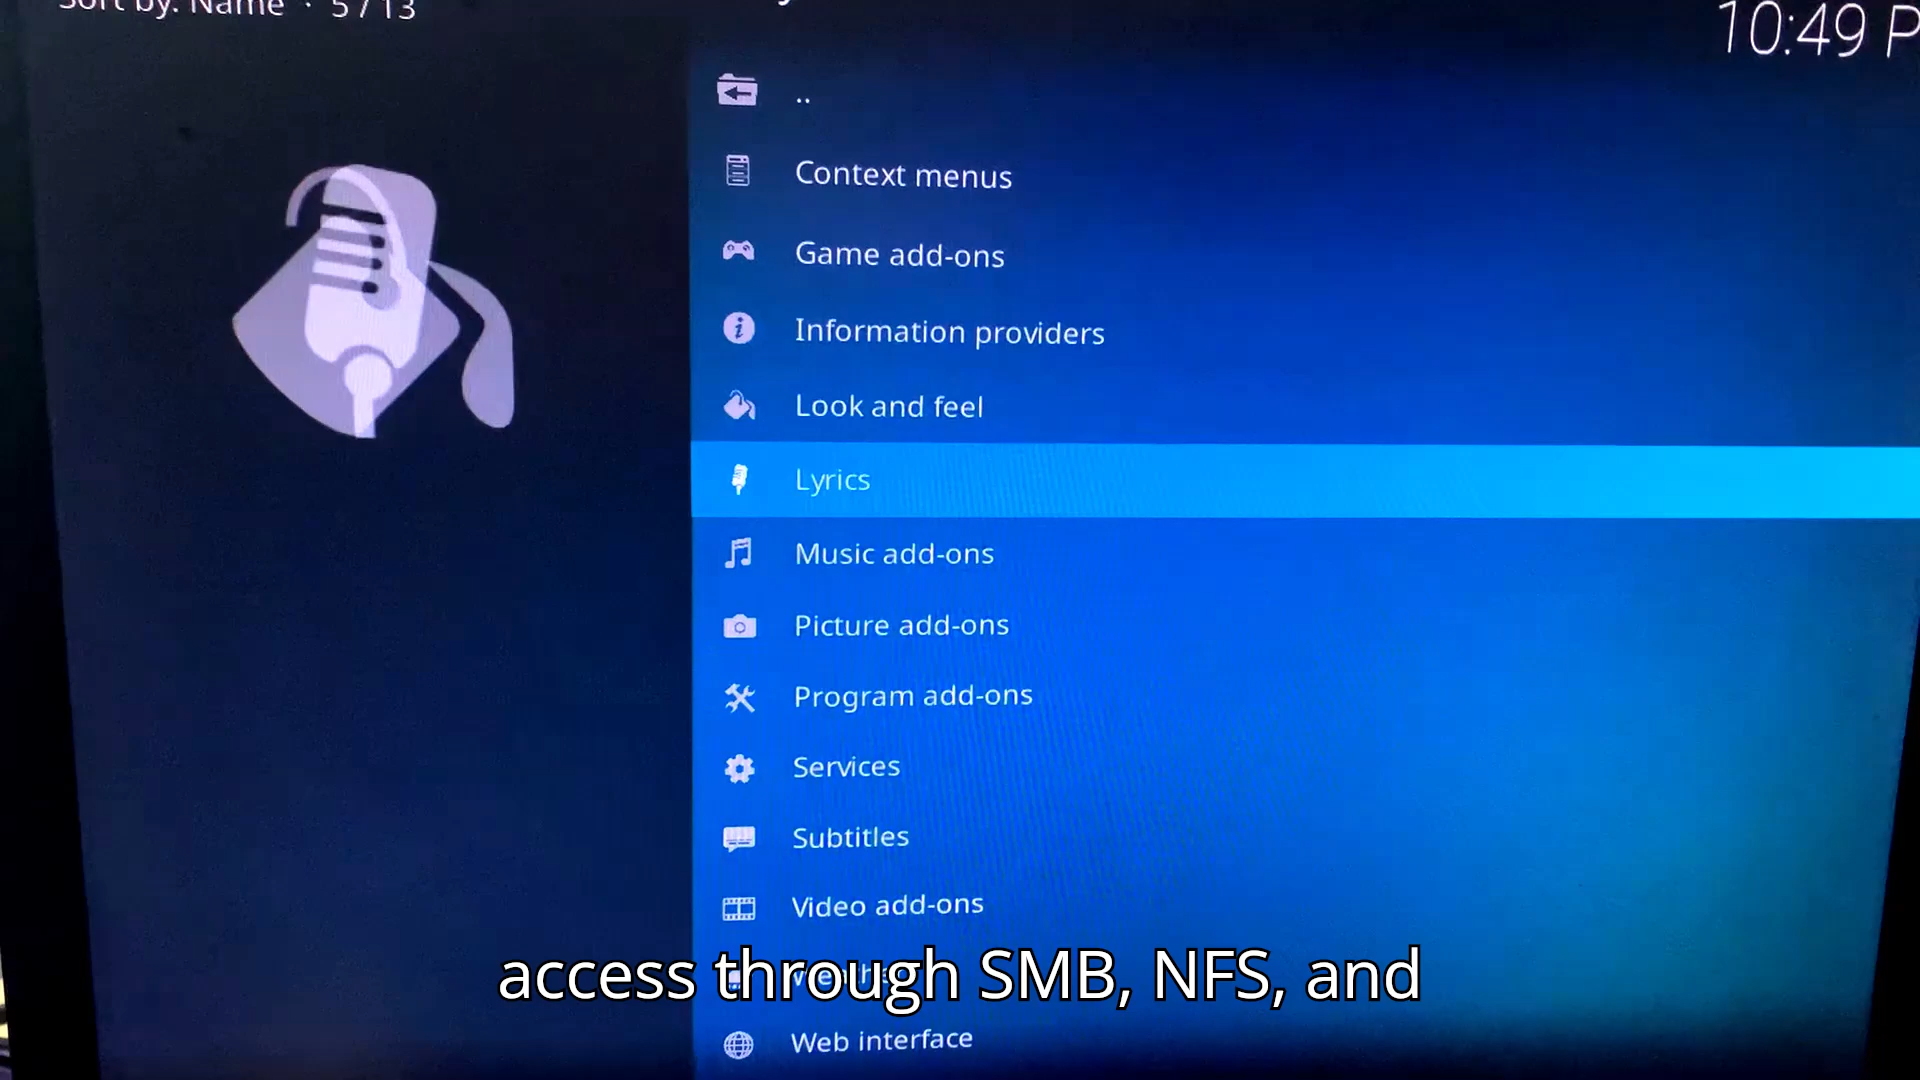 Sort by: Name · 5 / 13
10:49 P
..
Context menus
Game add-ons
Information providers
Look and feel
Lyrics
Music add-ons
Picture add-ons
Program add-ons
Services
Subtitles
Video add-ons
access through SMB, NFS, and
Web interface